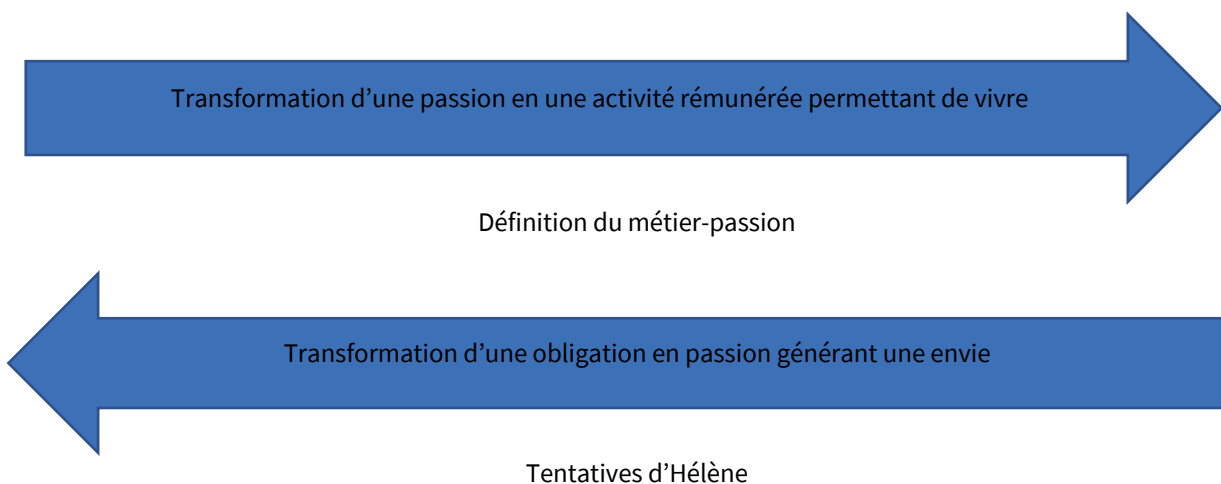 Transformation d’une passion en une activité rémunérée permettant de vivre
Définition du métier-passion
Transformation d’une obligation en passion générant une envie
Tentatives d’Hélène